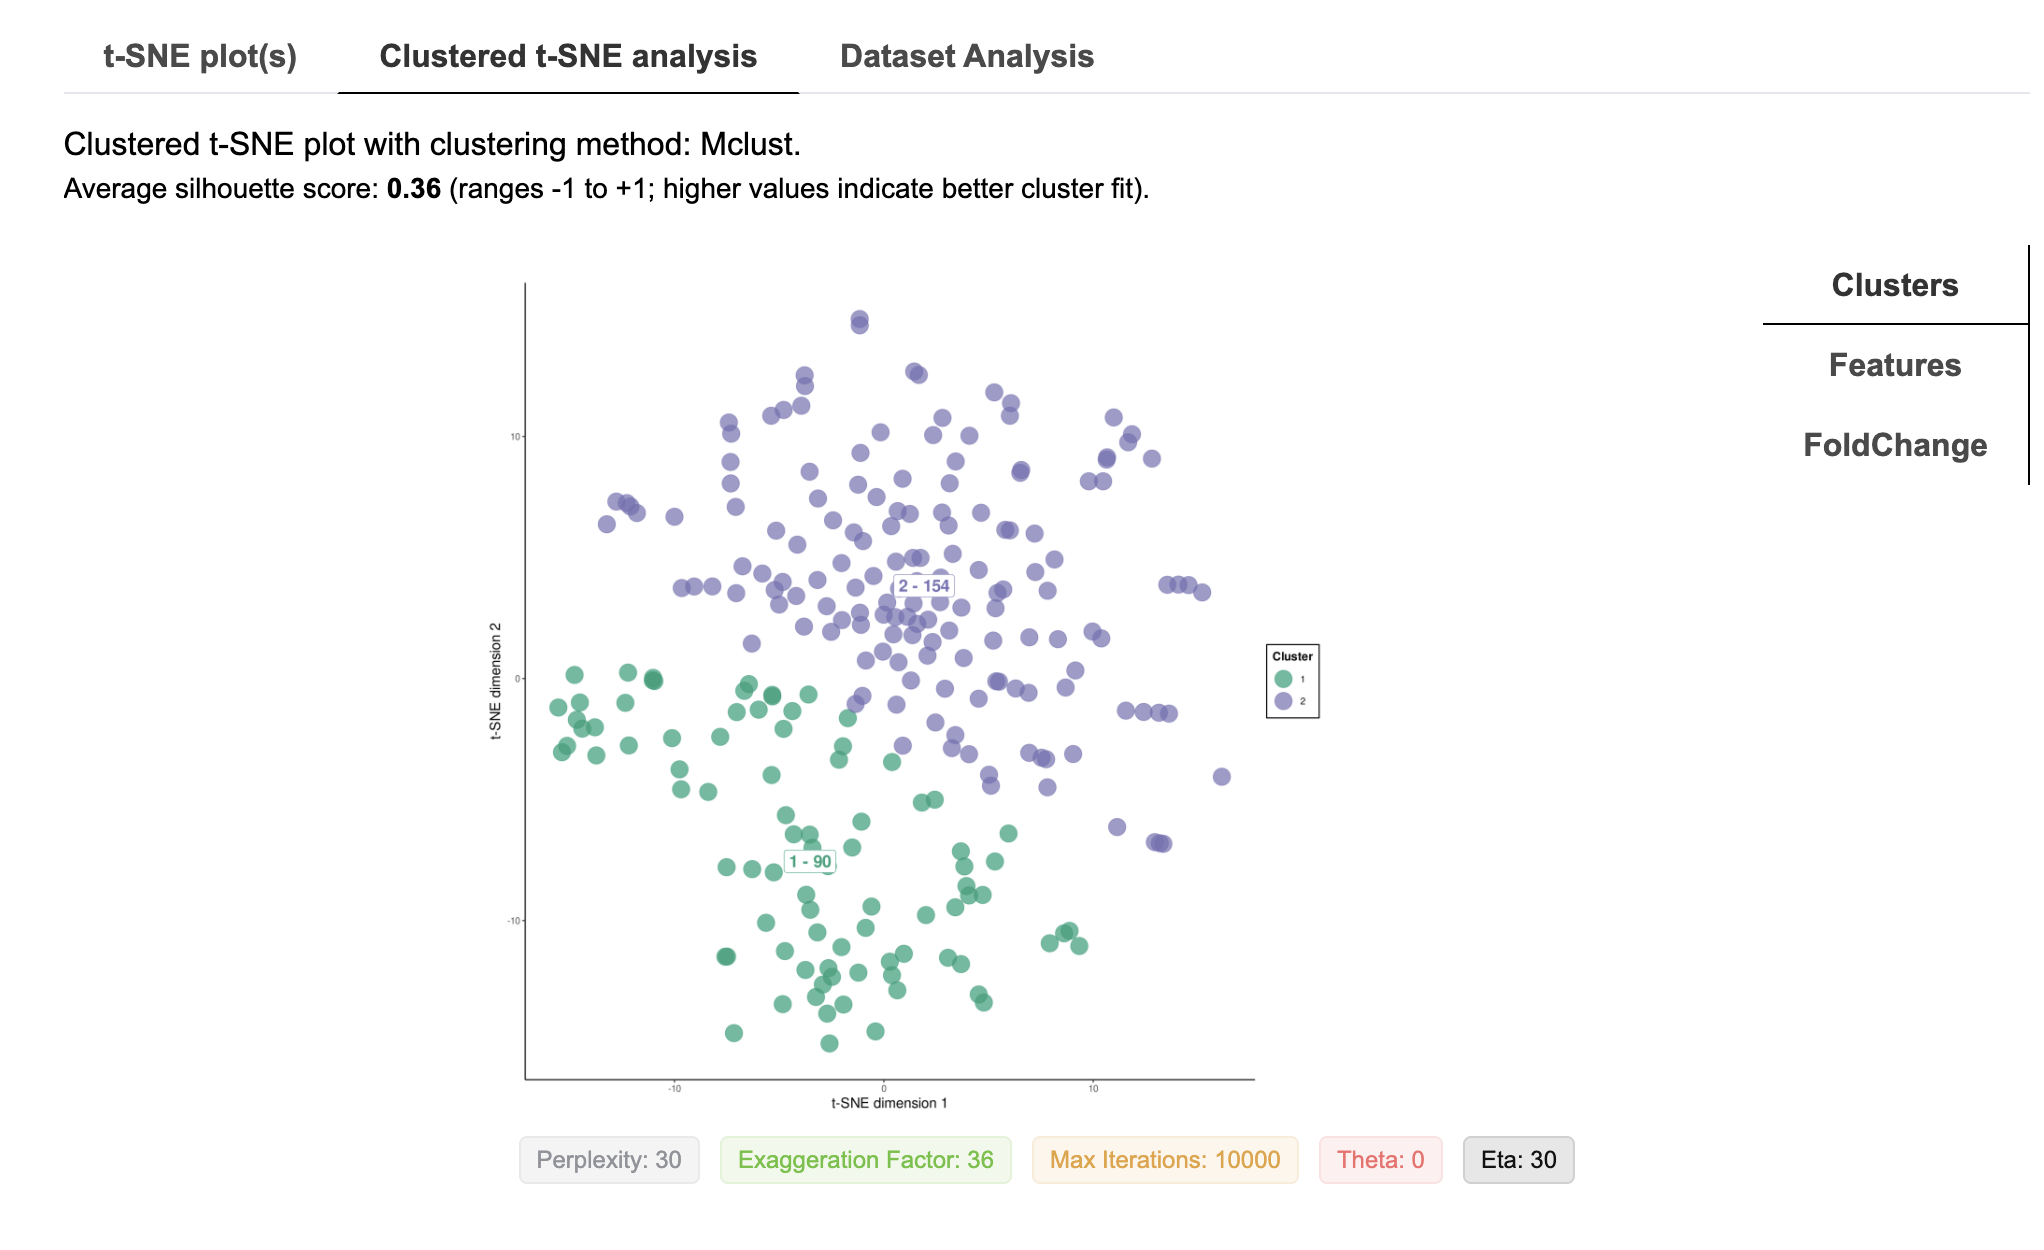 t-SNE plot(s) Clustered t-SNE analysis Dataset Analysis
Clustered t-SNE plot with clustering method: Mclust.
Average silhouette score: 0.36 (ranges -1 to +1; higher values indicate better cluster fit).
Clusters
Features
FoldChange
10
0
-10
t-SNE dimension 2
2 - 154
1 - 90
Cluster
1
2
-10 0 10
t-SNE dimension 1
Perplexity: 30 Exaggeration Factor: 36 Max Iterations: 10000 Theta: 0 Eta: 30